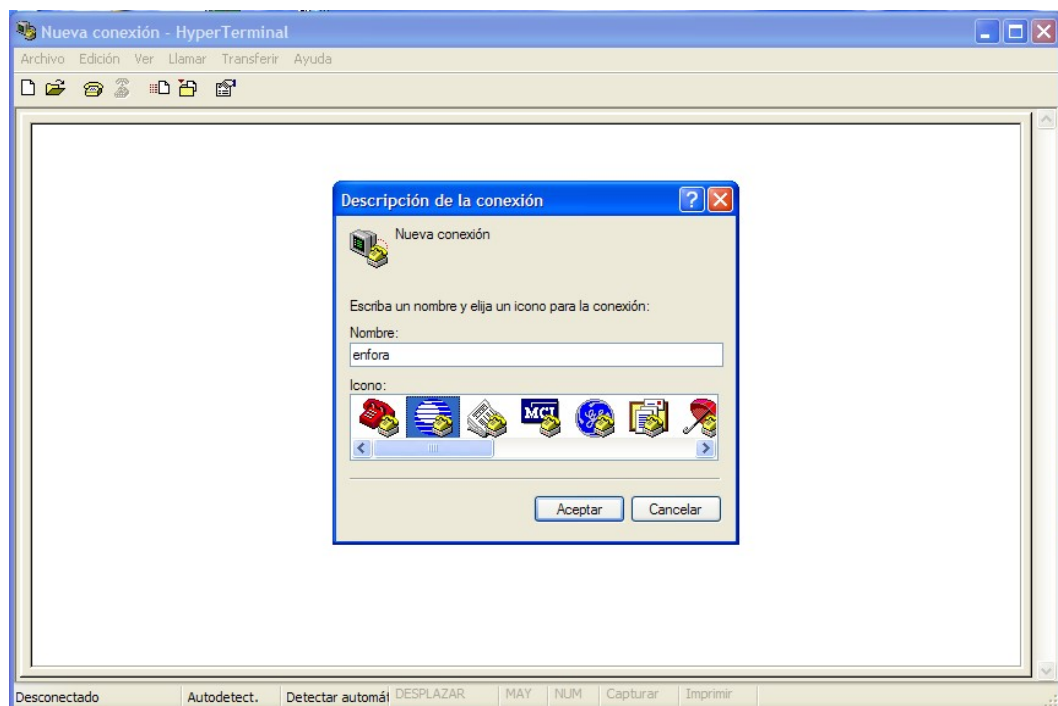 Nueva conexión - HyperTerminal
Archivo Edición Ver Llamar Transferir Ayuda
Descripción de la conexión
Nueva conexión
Escriba un nombre y elija un icono para la conexión:
Nombre:
enfora
Icono:
MCI
Aceptar Cancelar
Desconectado Autodetect. Detectar automát DESPLAZAR MAY NUM Capturar Imprimir